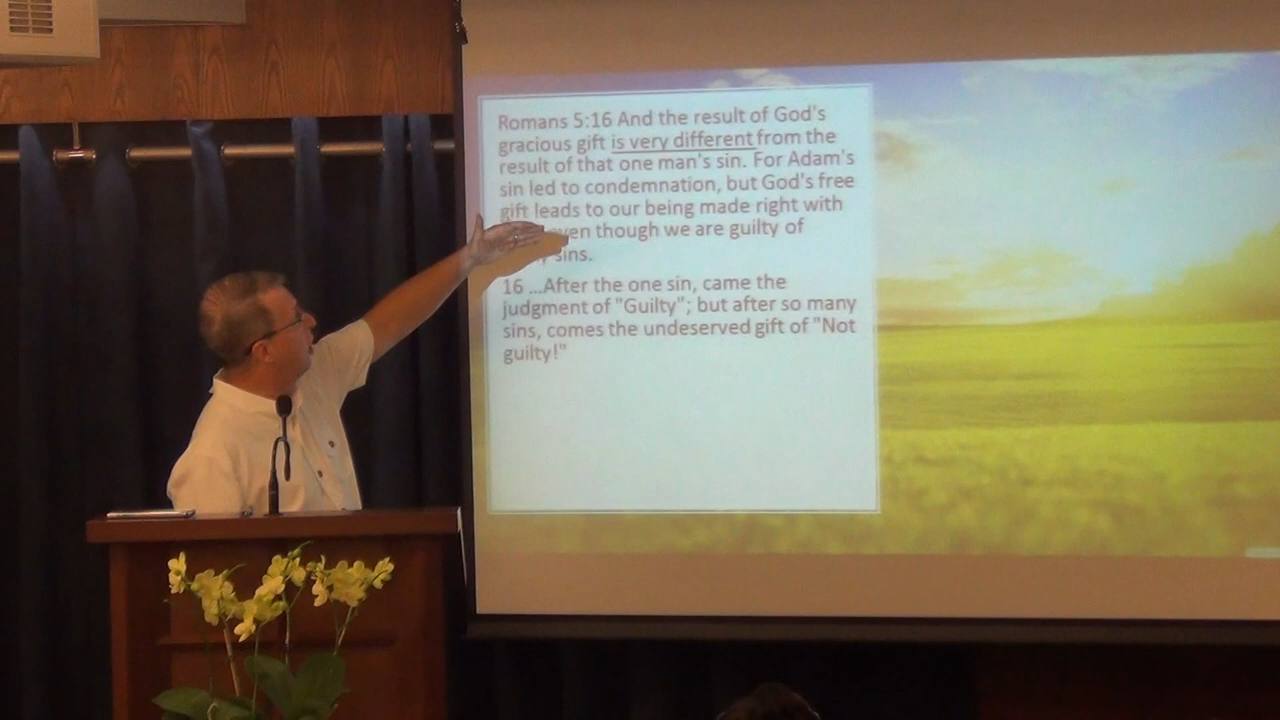 Romans 5:16 And the result of God's
gracious gift is very different from the
result of that one man's sin. For Adam's
sin led to condemnation, but God's free
gift leads to our being made right with
even though we are guilty of
sins.
16 ...After the one sin, came the
judgment of "Guilty"; but after so many
sins, comes the undeserved gift of "Not
guilty!"